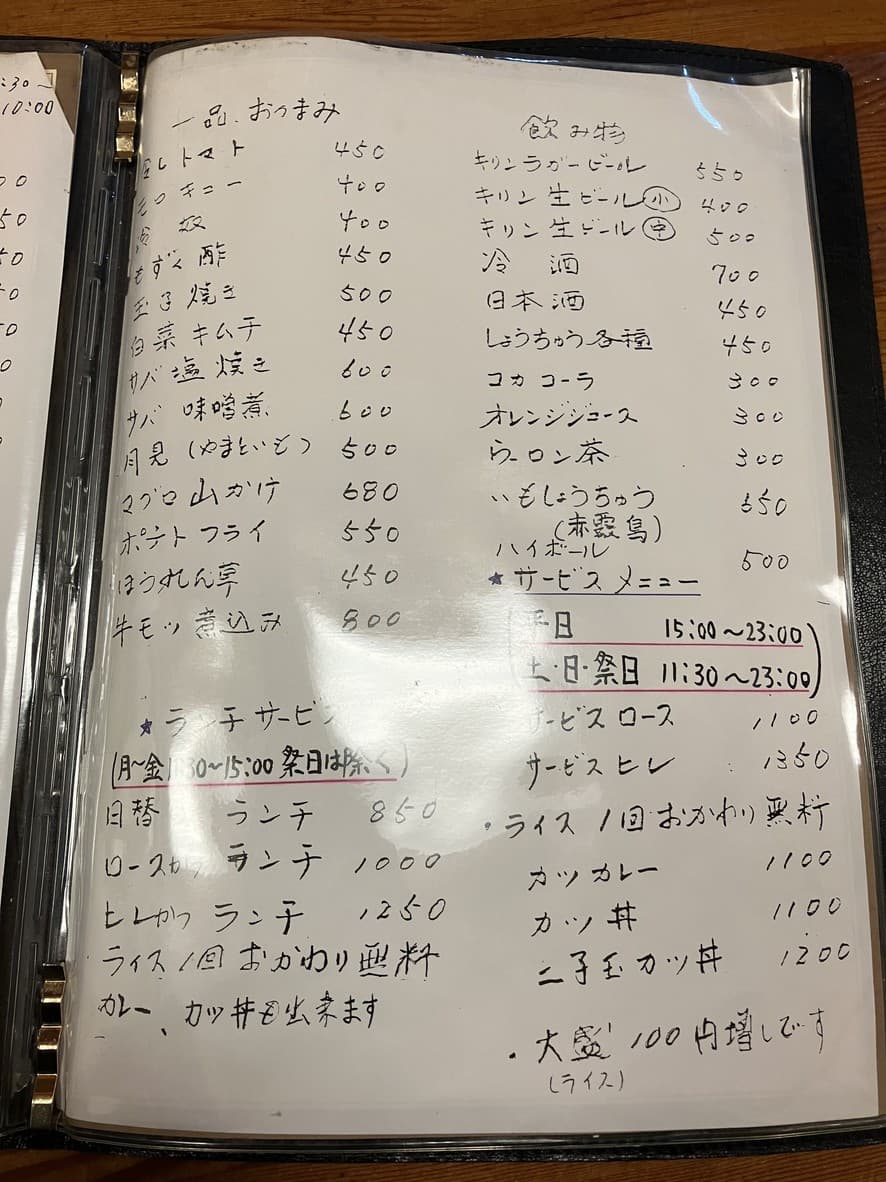 :30〜
10:00
00
50
50
50
50
0
一品、おつまみ
冷しトマト 450
モロキュー 400
冷奴 400
もずく酢 450
玉子焼き 500
白菜キムチ 450
サバ塩焼き 600
サバ味噌煮 600
月見(やまといも) 500
マグロ山かけ 680
ポテトフライ 550
ほうれん草 450
牛モツ煮込み 800
★ランチサービス
(月〜金11:30〜15:00 祭日は除く)
日替 ランチ 850
ロースかつランチ 1000
ヒレかつランチ 1250
ライス1回おかわり無料
カレー、カツ丼も出来ます
飲み物
キリンラガービール 550
キリン生ビール小 400
キリン生ビール中 500
冷酒 700
日本酒 450
しょうちゅう各種 450
コカコーラ 300
オレンジジュース 300
ウーロン茶 300
いもしょうちゅう 650
(赤霧島)
ハイボール 500
★サービスメニュー
(平日 15:00〜23:00
土・日・祭日 11:30〜23:00)
サービスロース 1100
サービスヒレ 1350
・ライス1回おかわり無料
カツカレー 1100
カツ丼 1100
二子玉カツ丼 1200
・大盛100円増しです
(ライス)